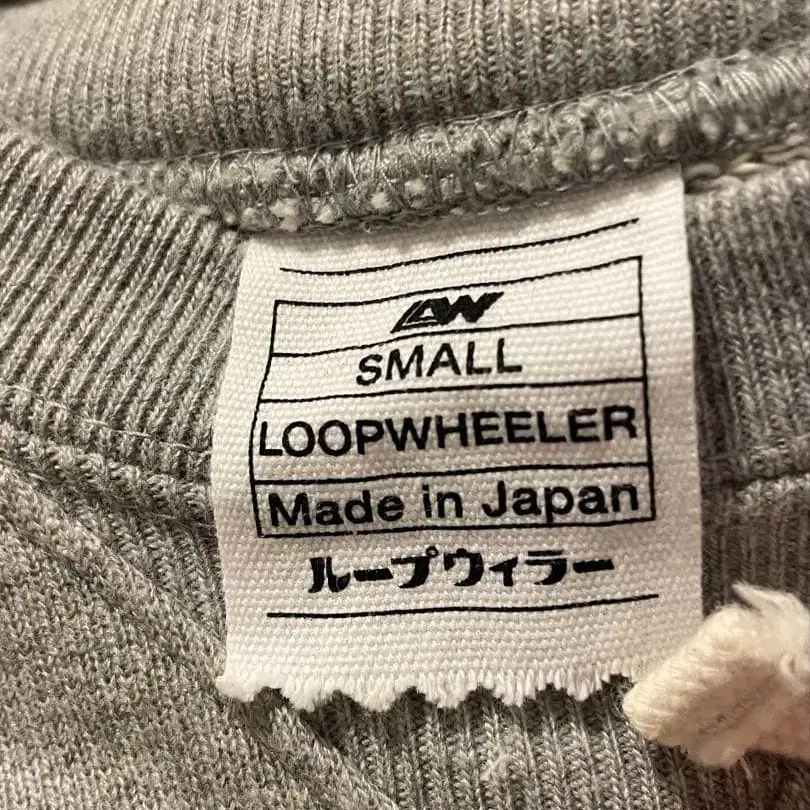 LW
SMALL
LOOPWHEELER
Made in Japan
ループウィラー